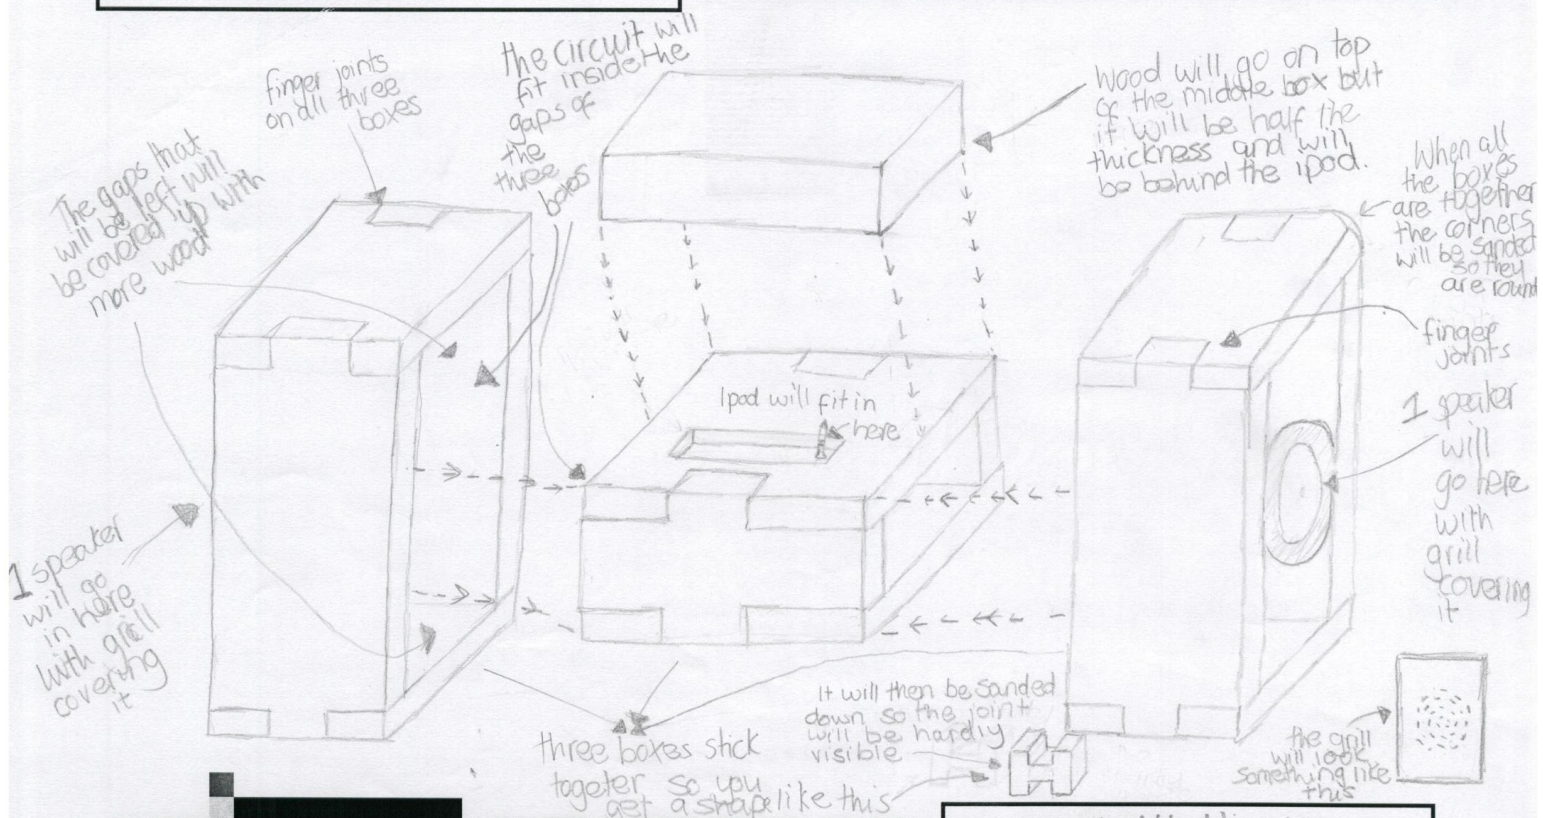 finger joints
on all three
boxes
the circuit will
fit inside the
gaps of
the
three
boxes
wood will go on top
of the middle box but
it will be half the
thickness and will
be behind the ipod.
The gaps that
will be left will
be covered up with
more wood
When all
the boxes
are together
the corners
will be sanded
so they
are round
finger
joints
Ipod will fit in
here
1 speaker
will
go here
with
grill
covering
it
1 speaker
will go
in here
with grill
covering
it
It will then be sanded
down so the joint
will be hardly
visible
three boxes stick
togeter so you
get a shape like this
the grill
will look
something like
this